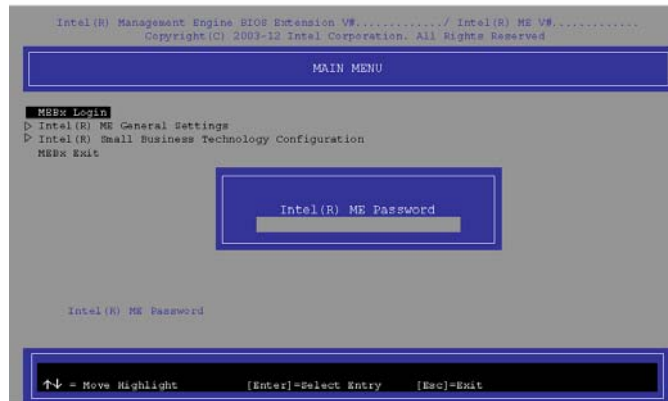 Intel(R) Management Engine BIOS Extension V#............./ Intel(R) ME V#.............
Copyright(C) 2003-12 Intel Corporation. All Rights Reserved
MAIN MENU
MEBx Login
▷ Intel(R) ME General Settings
▷ Intel(R) Small Business Technology Configuration
MEBx Exit
Intel(R) ME Password
Intel(R) ME Password
↑↓ = Move Highlight [Enter]=Select Entry [Esc]=Exit